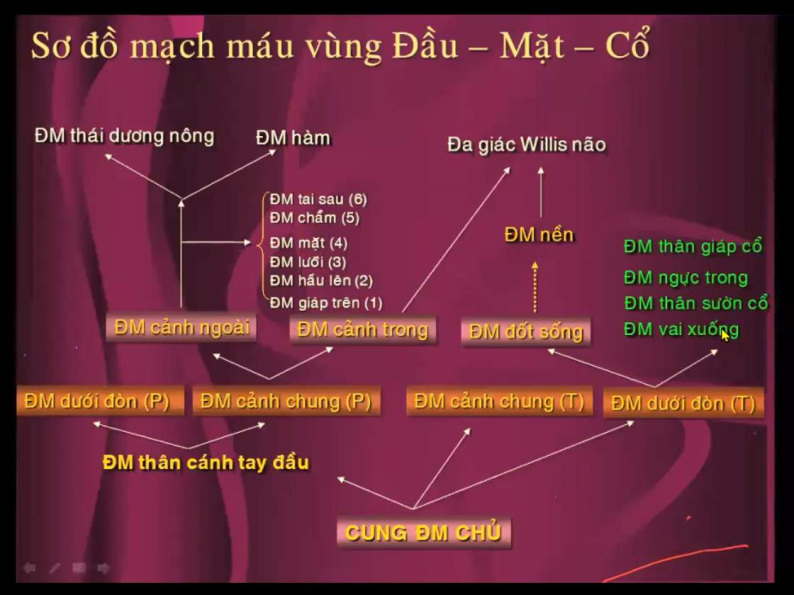 Sơ đồ mạch máu vùng Đầu – Mặt – Cổ
ĐM thái dương nông
ĐM hàm
Đa giác Willis não
ĐM tai sau (6)
ĐM chẩm (5)
ĐM mặt (4)
ĐM lưỡi (3)
ĐM hầu lên (2)
ĐM giáp trên (1)
ĐM nền
ĐM thân giáp cổ
ĐM ngực trong
ĐM thân sườn cổ
ĐM vai xuống
ĐM cảnh ngoài
ĐM cảnh trong
ĐM đốt sống
ĐM dưới đòn (P)
ĐM cảnh chung (P)
ĐM cảnh chung (T)
ĐM dưới đòn (T)
ĐM thân cánh tay đầu
CUNG ĐM CHỦ